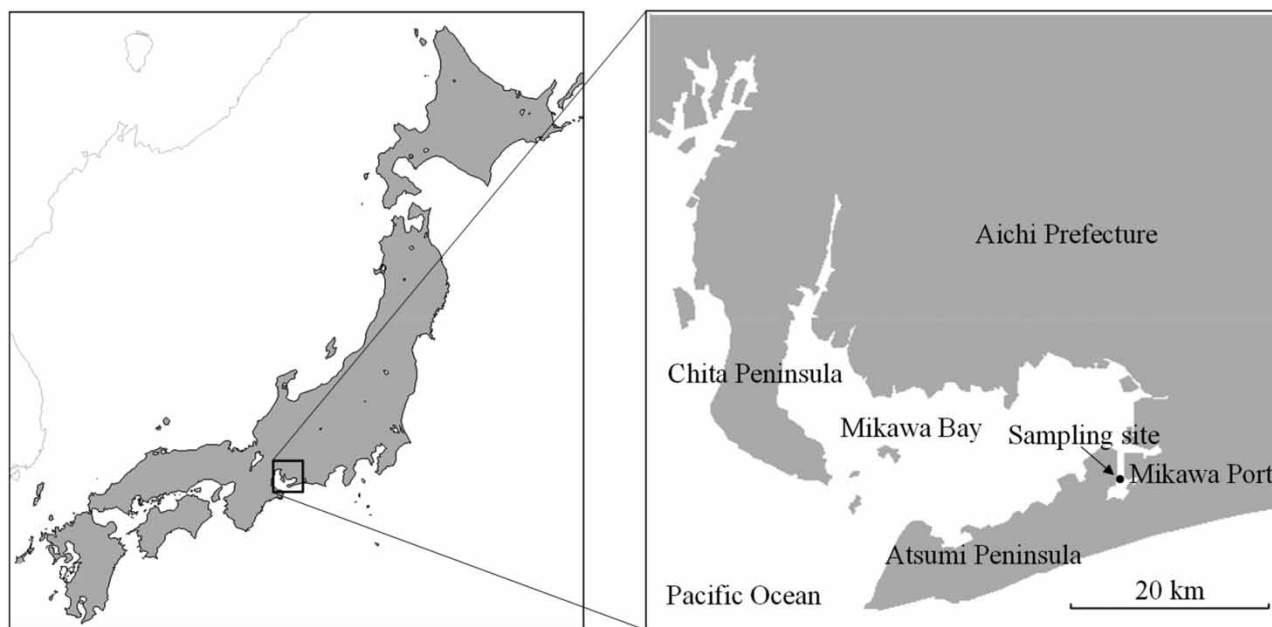 Aichi Prefecture
Chita Peninsula
Mikawa Bay
Sampling site
Mikawa Port
Atsumi Peninsula
Pacific Ocean
20 km